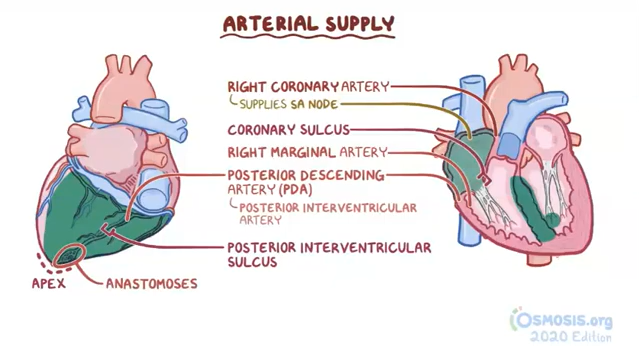 ARTERIAL SUPPLY
RIGHT CORONARY ARTERY
SUPPLIES SA NODE
CORONARY SULCUS
RIGHT MARGINAL ARTERY
POSTERIOR DESCENDING
ARTERY (PDA)
POSTERIOR INTERVENTRICULAR
ARTERY
POSTERIOR INTERVENTRICULAR
SULCUS
APEX
ANASTOMOSES
OSMOSIS.org
2020 Edition